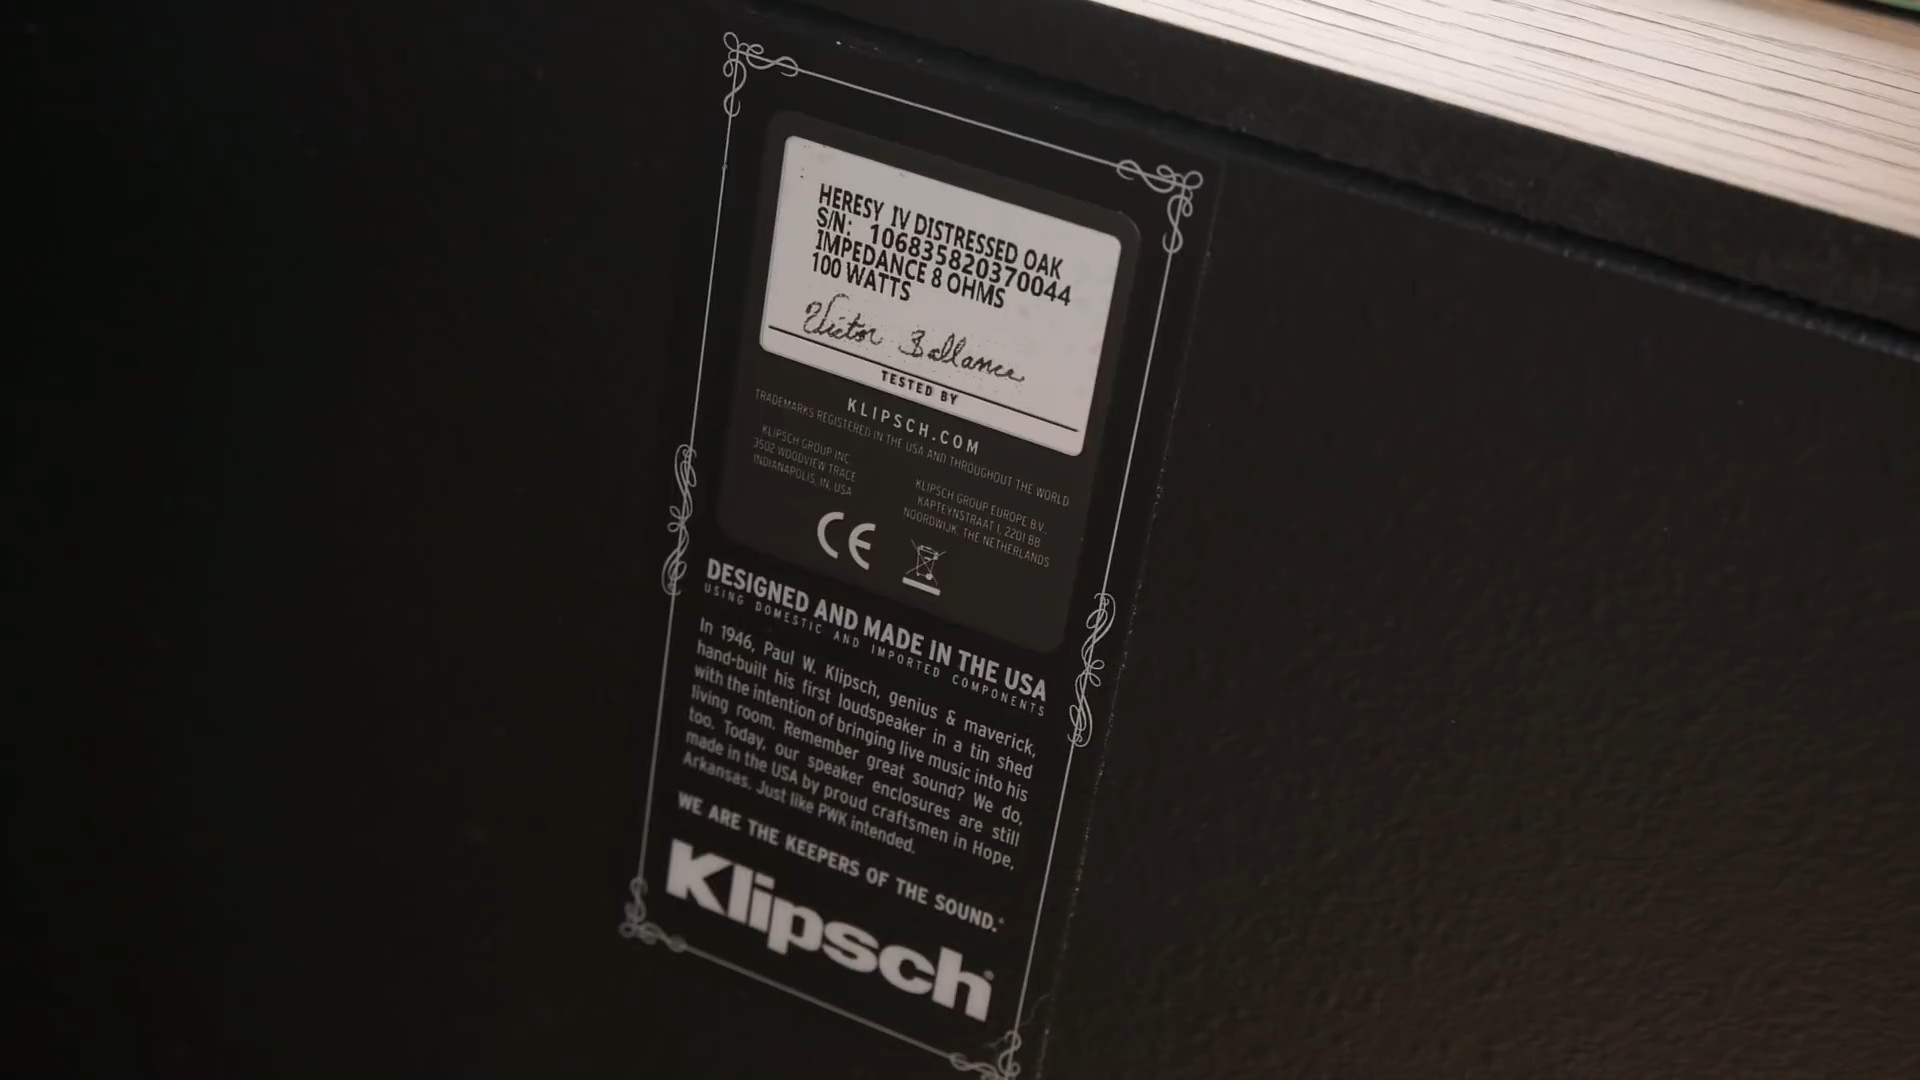 HERESY IV DISTRESSED OAK
S/N: 106835820370044
IMPEDANCE 8 OHMS
100 WATTS
Victor Ballance
TESTED BY
KLIPSCH.COM
TRADEMARKS REGISTERED IN THE USA AND THROUGHOUT THE WORLD
KLIPSCH GROUP INC.
3502 WOODVIEW TRACE
INDIANAPOLIS, IN, USA
KLIPSCH GROUP EUROPE B.V.,
KAPTEYNSTRAAT 1, 2201 BB
NOORDWIJK, THE NETHERLANDS
CE
DESIGNED AND MADE IN THE USA
USING DOMESTIC AND IMPORTED COMPONENTS
In 1946, Paul W. Klipsch, genius & maverick,
hand-built his first loudspeaker in a tin shed
with the intention of bringing live music into his
living room. Remember great sound? We do,
too. Today, our speaker enclosures are still
made in the USA by proud craftsmen in Hope,
Arkansas. Just like PWK intended.
WE ARE THE KEEPERS OF THE SOUND.®
Klipsch®